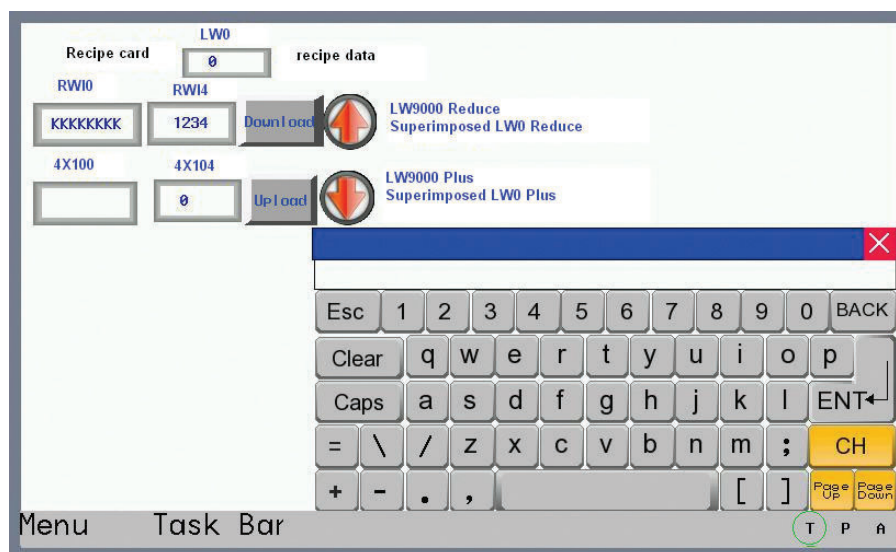 LW0
Recipe card 0 recipe data
RWI0 RWI4
KKKKKKKK 1234 Download LW9000 Reduce
Superimposed LW0 Reduce
4X100 4X104
0 Upload LW9000 Plus
Superimposed LW0 Plus
Esc 1 2 3 4 5 6 7 8 9 0 BACK
Clear q w e r t y u i o p
Caps a s d f g h j k l ENT
= \ / z x c v b n m ; CH
+ - . , [ ] Page Up Page Down
Menu Task Bar T P A